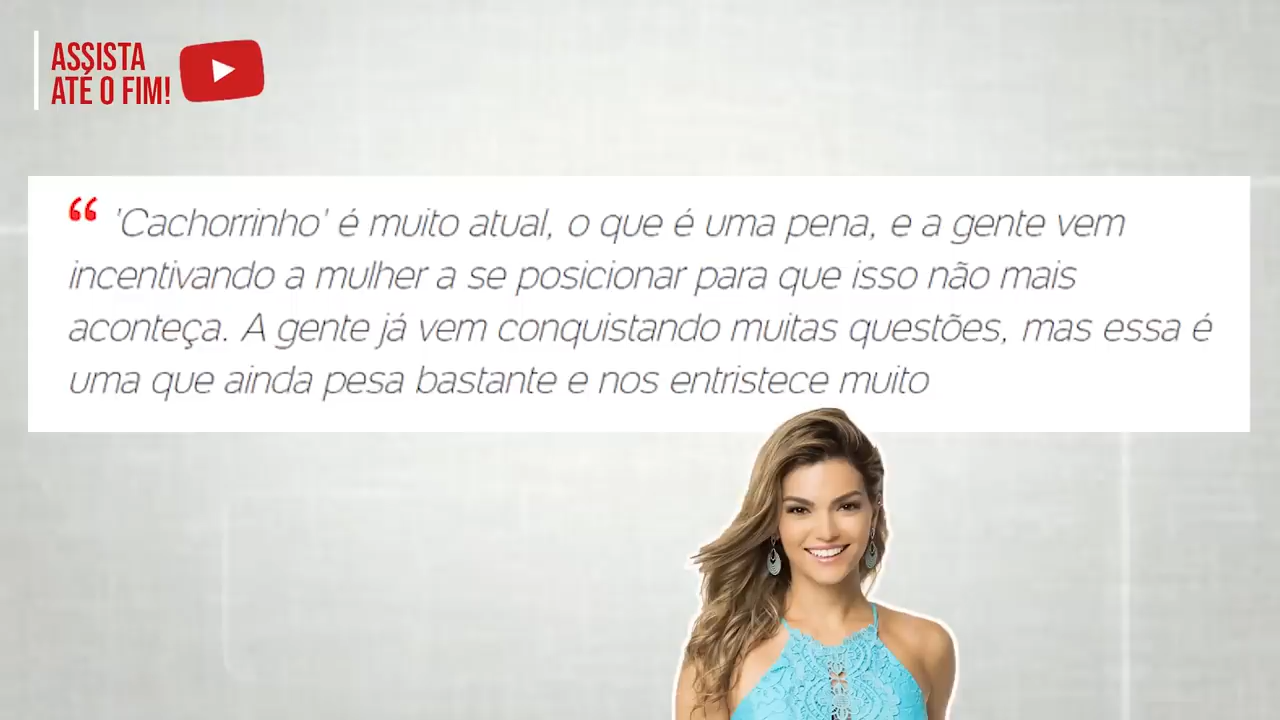 ASSISTA
ATÉ O FIM!
“ 'Cachorrinho' é muito atual, o que é uma pena, e a gente vem
incentivando a mulher a se posicionar para que isso não mais
aconteça. A gente já vem conquistando muitas questões, mas essa é
uma que ainda pesa bastante e nos entristece muito